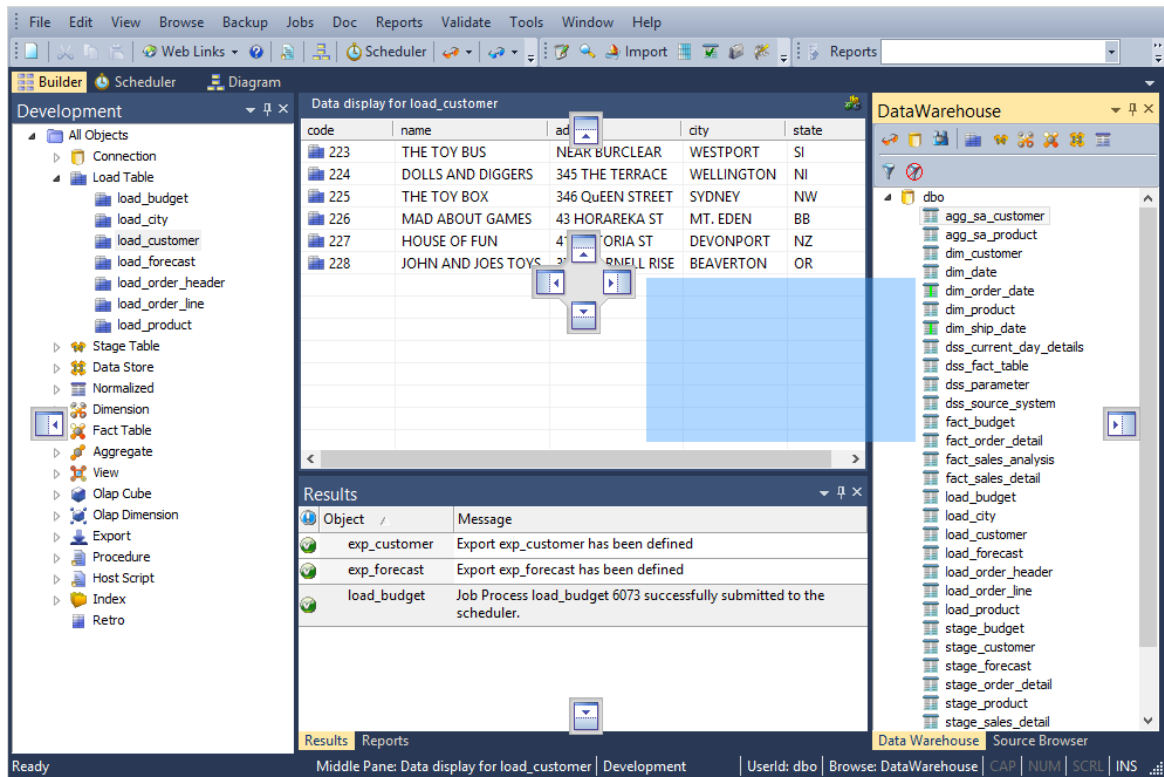 File Edit View Browse Backup Jobs Doc Reports Validate Tools Window Help
Web Links Scheduler Import Reports
Builder Scheduler Diagram
Development
All Objects
Connection
Load Table
load_budget
load_city
load_customer
load_forecast
load_order_header
load_order_line
load_product
Stage Table
Data Store
Normalized
Dimension
Fact Table
Aggregate
View
Olap Cube
Olap Dimension
Export
Procedure
Host Script
Index
Retro
Data display for load_customer
code name city state
223 THE TOY BUS NEAR BURCLEAR WESTPORT SI
224 DOLLS AND DIGGERS 345 THE TERRACE WELLINGTON NI
225 THE TOY BOX 346 QuEEN STREET SYDNEY NW
226 MAD ABOUT GAMES 43 HORAREKA ST MT. EDEN BB
227 HOUSE OF FUN ST DEVONPORT NZ
228 JOHN AND JOES TOYS RISE BEAVERTON OR
Results
Object Message
exp_customer Export exp_customer has been defined
exp_forecast Export exp_forecast has been defined
load_budget Job Process load_budget 6073 successfully submitted to the
scheduler.
Results Reports
DataWarehouse
dbo
agg_sa_customer
agg_sa_product
dim_customer
dim_date
dim_order_date
dim_product
dim_ship_date
dss_current_day_details
dss_fact_table
dss_parameter
dss_source_system
fact_budget
fact_order_detail
fact_sales_analysis
fact_sales_detail
load_budget
load_city
load_customer
load_forecast
load_order_header
load_order_line
load_product
stage_budget
stage_customer
stage_forecast
stage_order_detail
stage_product
stage_sales_detail
Data Warehouse Source Browser
Ready Middle Pane: Data display for load_customer Development UserId: dbo Browse: DataWarehouse CAP NUM SCRL INS